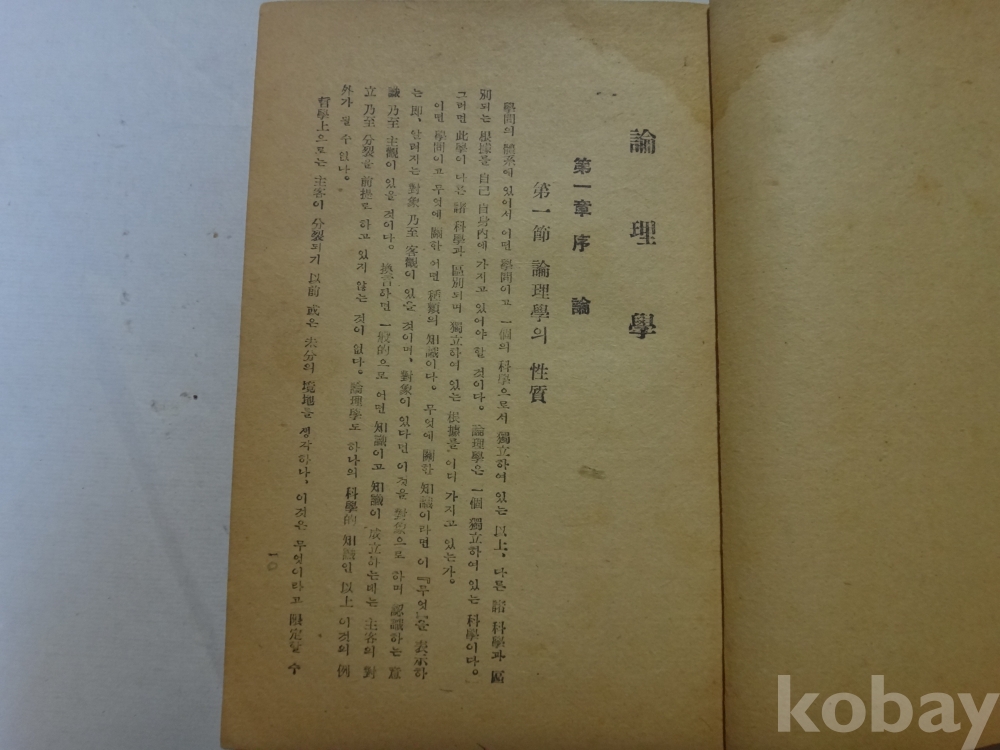 論理學
第一章 序論
第一節 論理學의 性質
學問의 體系에 있어서 어떤 學問이고 一個의 科學으로서 獨立하여 있는 以上, 다른 諸 科學과 區
別되는 根據를 自己 自身內에 가지고 있어야 할 것이다. 論理學은 一個 獨立하여 있는 科學이다.
그러면 此學이 다른 諸 科學과 區別되며 獨立하여 있는 根據를 어디 가지고 있는가.
어떤 學問이고 무엇에 關한 어떤 種類의 知識이다. 무엇에 關한 知識이라면 이 『무엇』을 表示하
는 即, 알려지는 對象 乃至 客觀이 있을 것이며, 對象이 있다면 이것을 對象으로 하며 認識하는 意
識 乃至 主觀이 있을 것이다. 換言하면 一般的으로 어떤 知識이고 知識이 成立하는데는 主客의 對
立 乃至 分裂을 前提로 하고 있지 않는 것이 없다. 論理學도 하나의 科學的 知識인 以上 이것의 例
外가 될 수 없다.
哲學上으로는 主客이 分裂되기 以前 或은 未分의 境地를 생각하나, 이것은 무엇이라고 限定할 수
一〇
kobay